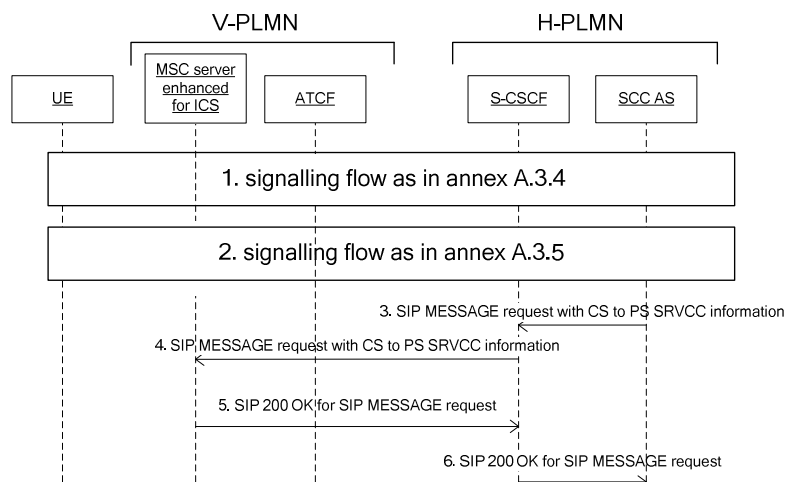 V-PLMN
H-PLMN
UE
MSC server
enhanced
for ICS
ATCF
S-CSCF
SCC AS
1. signalling flow as in annex A.3.4
2. signalling flow as in annex A.3.5
3. SIP MESSAGE request with CS to PS SRVCC information
4. SIP MESSAGE request with CS to PS SRVCC information
5. SIP 200 OK for SIP MESSAGE request
6. SIP 200 OK for SIP MESSAGE request